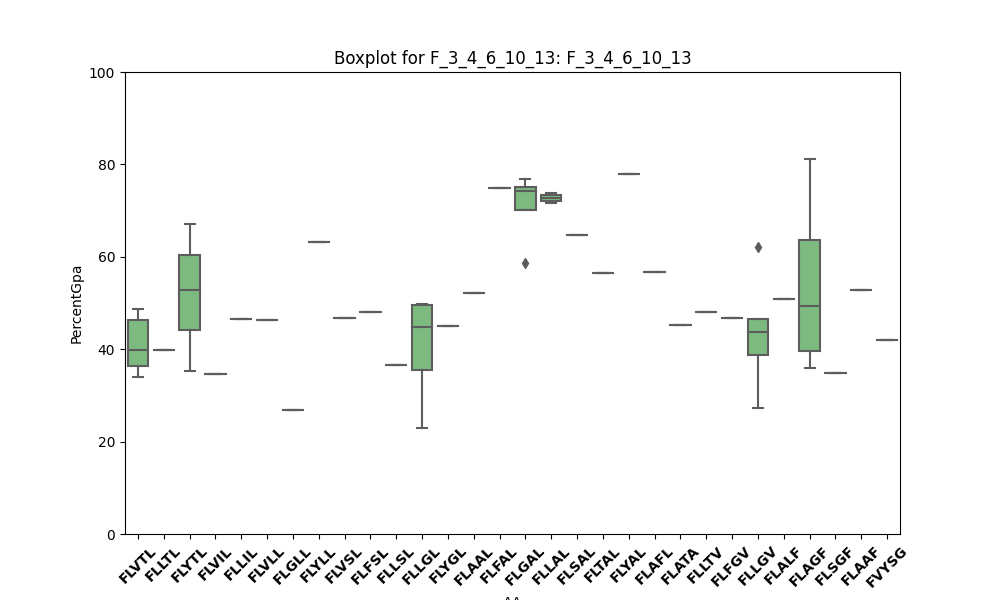 Boxplot for F_3_4_6_10_13: F_3_4_6_10_13
PercentGpa
100
80
60
40
20
0
FLVTL FLLTL FLYTL FLVIL FLLIL FLVLL FLGLL FLYLL FLVSL FLFSL FLLSL FLLGL FLYGL FLAAL FLFAL FLGAL FLLAL FLSAL FLTAL FLYAL FLAFL FLATA FLLTV FLFGV FLLGV FLALF FLAGF FLSGF FLAAF FVYSG
AA